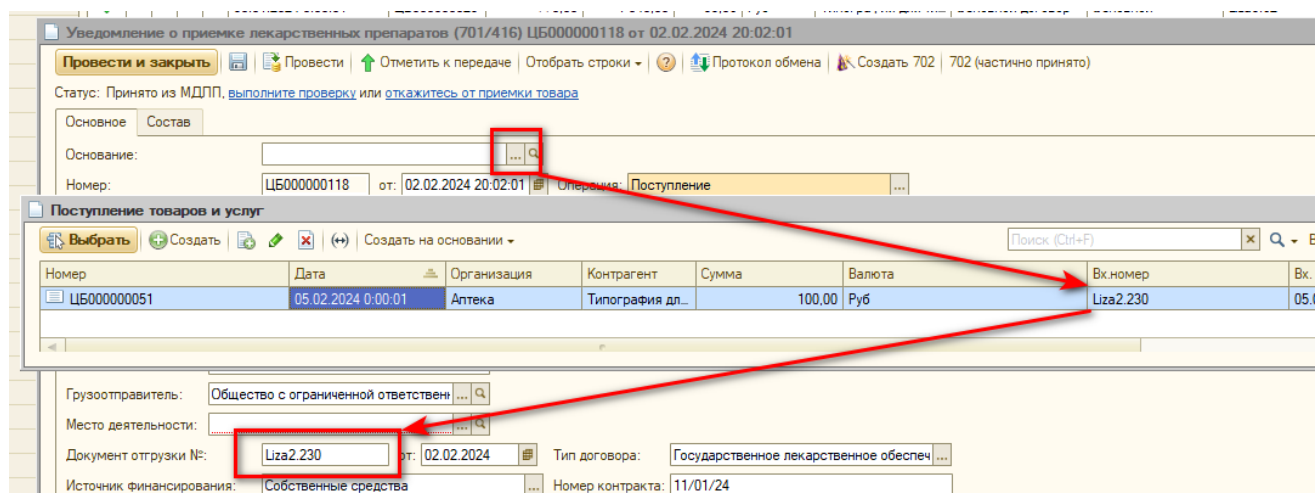 Уведомление о приемке лекарственных препаратов (701/416) ЦБ000000118 от 02.02.2024 20:02:01
Провести и закрыть Провести Отметить к передаче Отобрать строки Протокол обмена Создать 702 702 (частично принято)
Статус: Принято из МДЛП, выполните проверку или откажитесь от приемки товара
Основное Состав
Основание: ...
Номер: ЦБ000000118 от: 02.02.2024 20:02:01 Операция: Поступление ...
Поступление товаров и услуг
Выбрать Создать Создать на основании Поиск (Ctrl+F)
Номер Дата Организация Контрагент Сумма Валюта Вх.номер Вх.
ЦБ000000051 05.02.2024 0:00:01 Аптека Типография дл... 100,00 Руб Liza2.230 05.0
Грузоотправитель: Общество с ограниченной ответствен ...
Место деятельности: ...
Документ отгрузки №: Liza2.230 от: 02.02.2024 Тип договора: Государственное лекарственное обеспеч ...
Источник финансирования: Собственные средства ... Номер контракта: 11/01/24